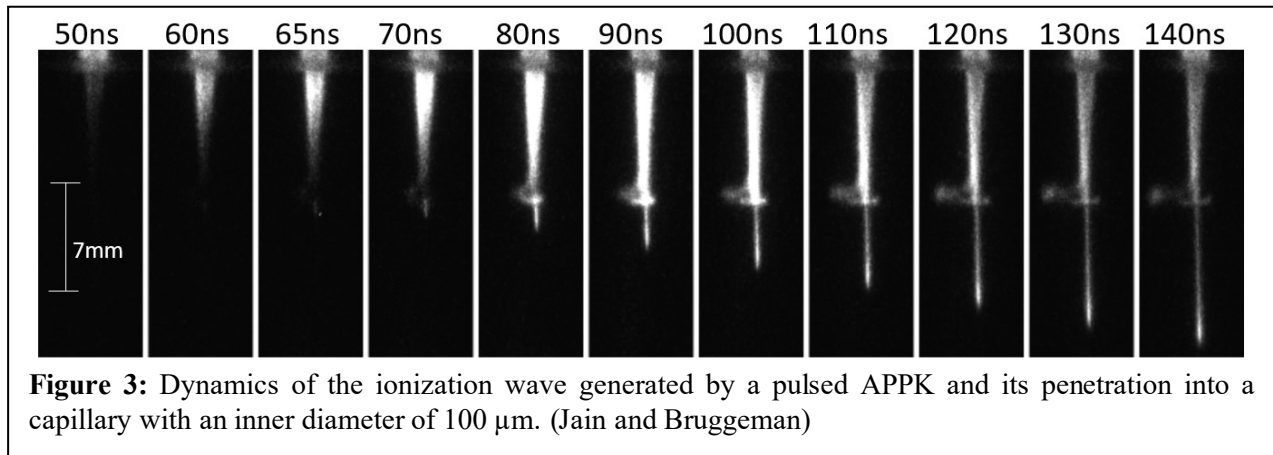 50ns 60ns 65ns 70ns 80ns 90ns 100ns 110ns 120ns 130ns 140ns
7mm
Figure 3: Dynamics of the ionization wave generated by a pulsed APPK and its penetration into a
capillary with an inner diameter of 100 µm. (Jain and Bruggeman)